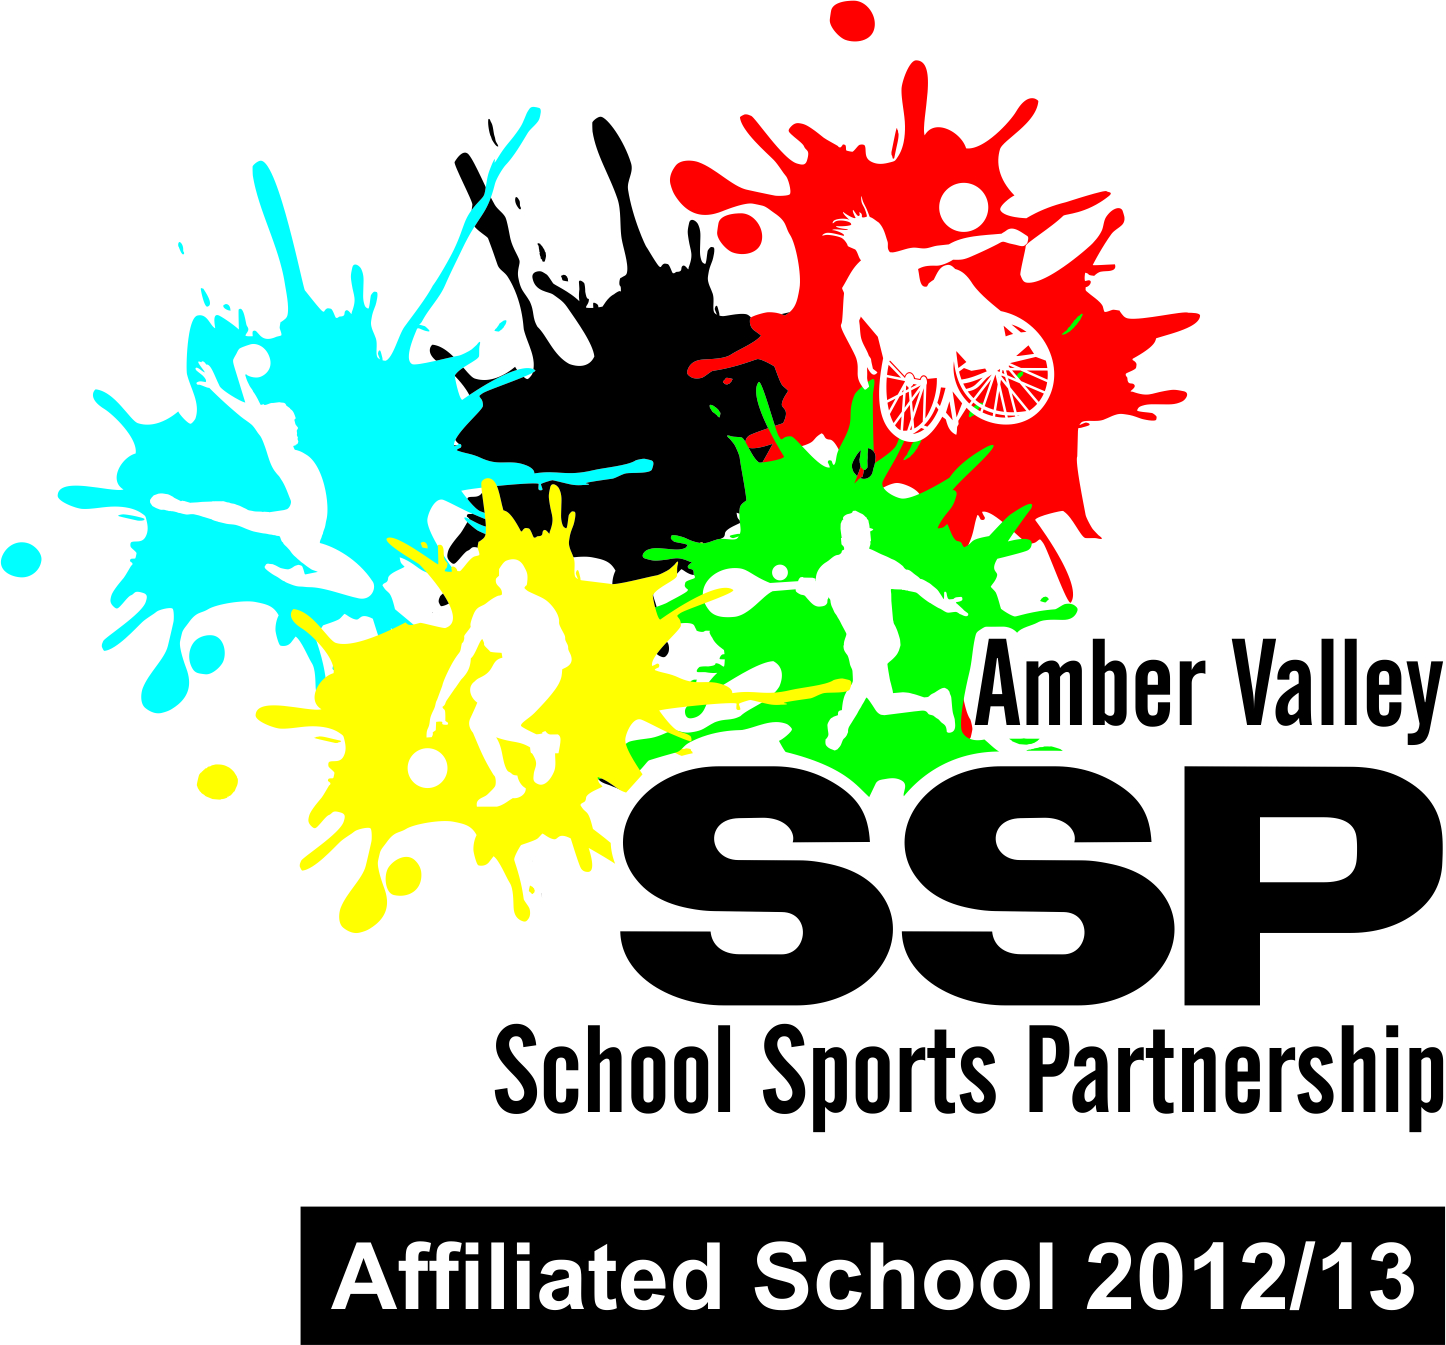 Amber Valley
SSP
School Sports Partnership
Affiliated School 2012/13